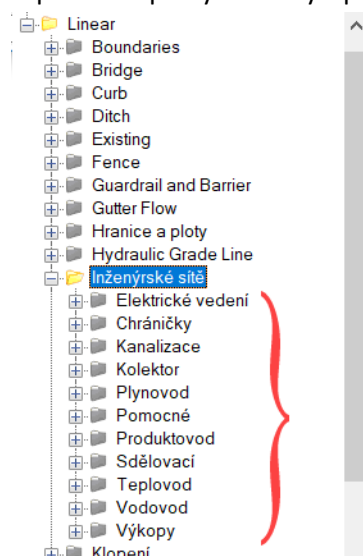 Linear
Boundaries
Bridge
Curb
Ditch
Existing
Fence
Guardrail and Barrier
Gutter Flow
Hranice a ploty
Hydraulic Grade Line
Inženýrské sítě
Elektrické vedení
Chráničky
Kanalizace
Kolektor
Plynovod
Pomocné
Produktovod
Sdělovací
Teplovod
Vodovod
Výkopy
Klopení